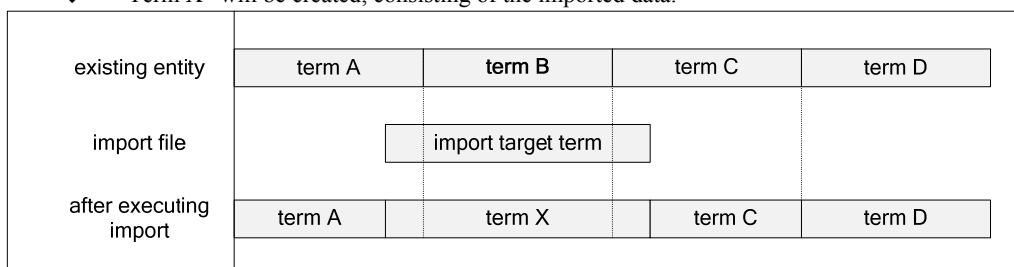 "Term X" will be created, consisting of the imported data.
existing entity
term A
term B
term C
term D
import file
import target term
after executing
import
term A
term X
term C
term D